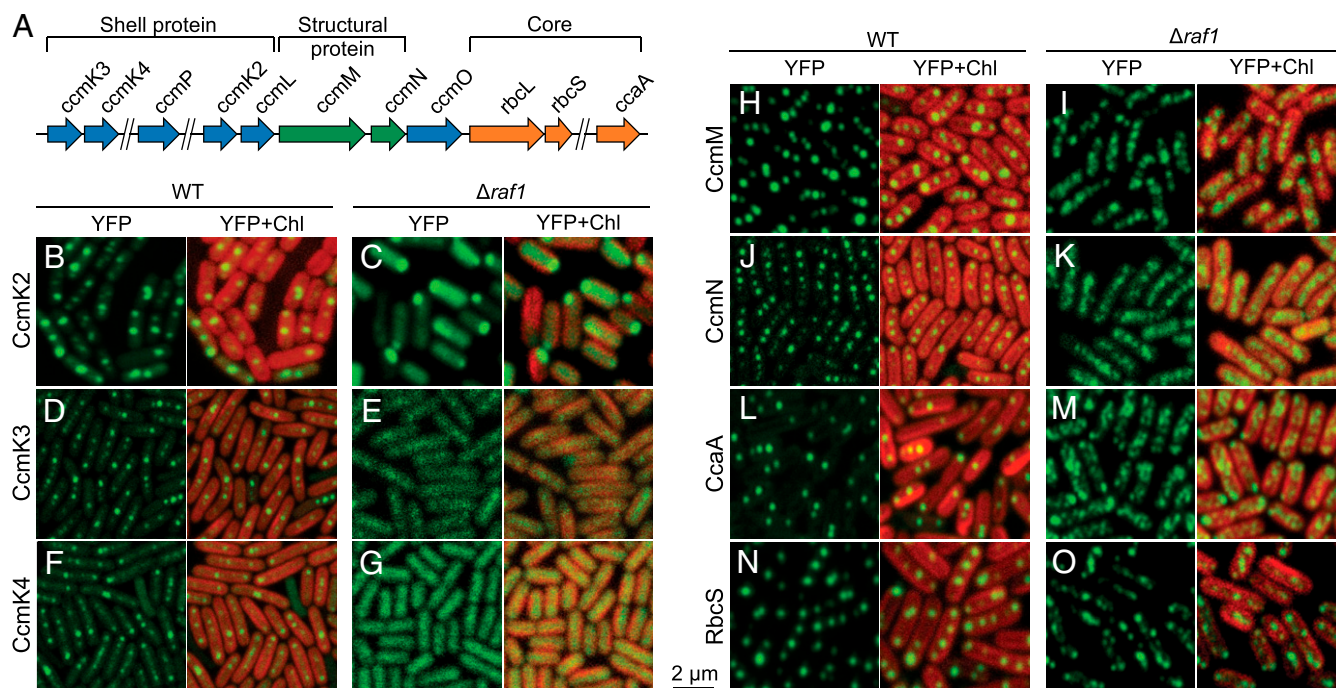 A
Shell protein
Structural protein
Core
ccmK3
ccmK4
ccmP
ccmK2
ccmL
ccmM
ccmN
ccmO
rbcL
rbcS
ccaA
WT
Δraf1
YFP
YFP+Chl
YFP
YFP+Chl
CcmK2
B
C
CcmK3
D
E
CcmK4
F
G
WT
Δraf1
YFP
YFP+Chl
YFP
YFP+Chl
CcmM
H
I
CcmN
J
K
CcaA
L
M
RbcS
N
O
2 μm